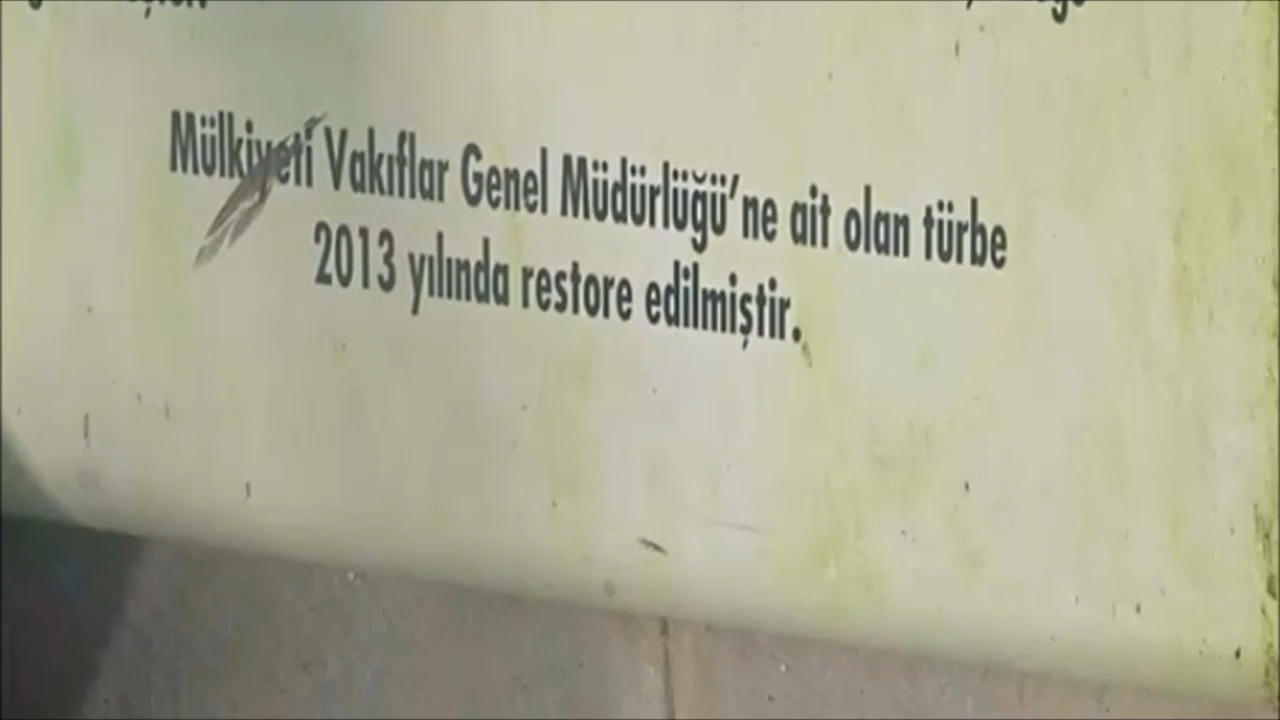 Mülkiyeti Vakıflar Genel Müdürlüğü'ne ait olan türbe
2013 yılında restore edilmiştir.